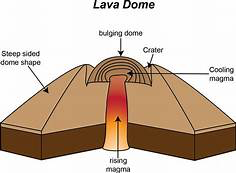 Lava Dome
bulging dome
Crater
Steep sided
dome shape
Cooling
magma
rising
magma